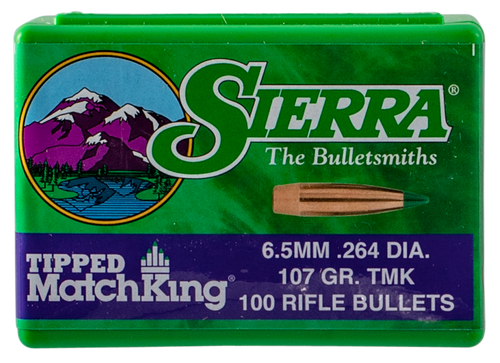 SIERRA®
The Bulletsmiths
TIPPED
MatchKing®
6.5MM .264 DIA.
107 GR. TMK
100 RIFLE BULLETS